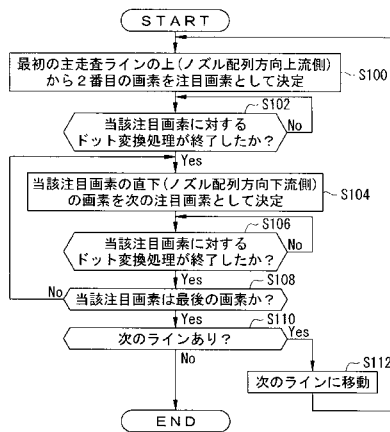 START
最初の主走査ラインの上(ノズル配列方向上流側)
から2番目の画素を注目画素として決定
S100
S102
当該注目画素に対する
ドット変換処理が終了したか?
No
Yes
当該注目画素の直下(ノズル配列方向下流側)
の画素を次の注目画素として決定
S104
S106
当該注目画素に対する
ドット変換処理が終了したか?
No
Yes
S108
No
当該注目画素は最後の画素か?
Yes
S110
次のラインあり?
Yes
No
S112
次のラインに移動
END